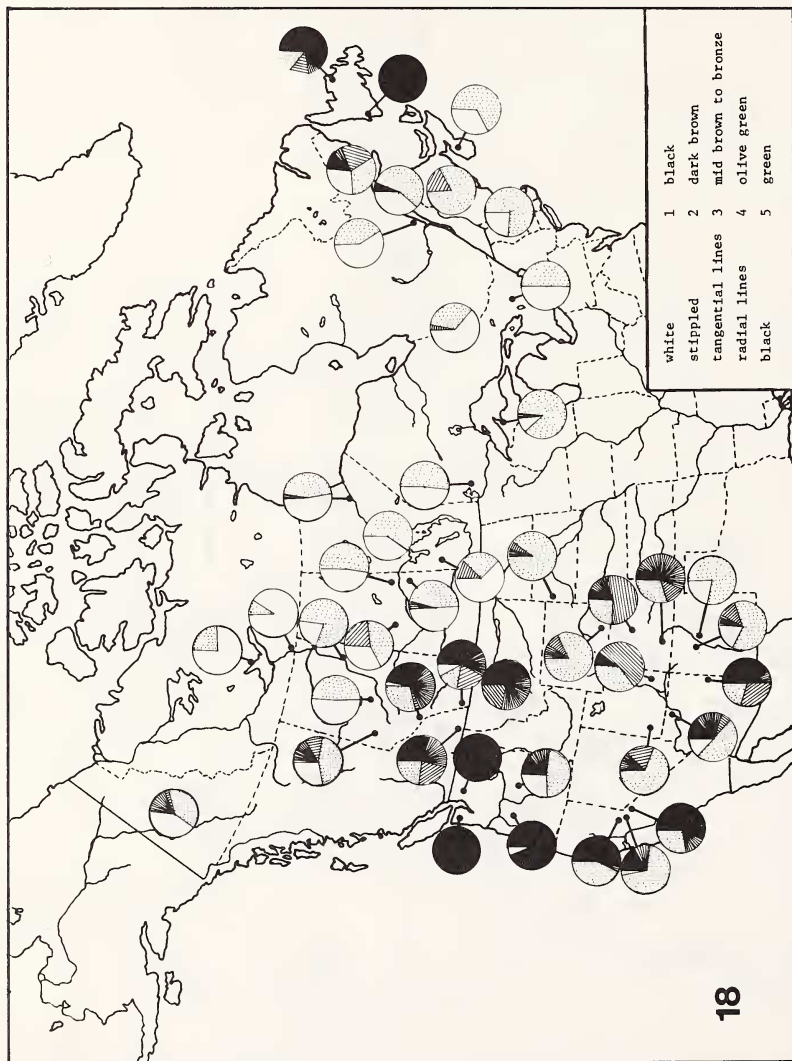 white 1 black
stippled 2 dark brown
tangential lines 3 mid brown to bronze
radial lines 4 olive green
black 5 green
18